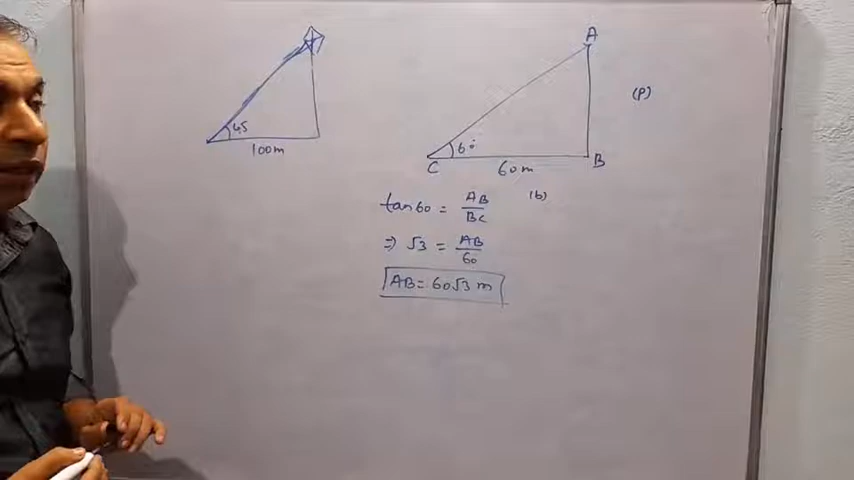 45
100m
A
(P)
60°
C
60m
B
tan60 = AB/BC
(b)
⇒ √3 = AB/60
AB = 60√3 m